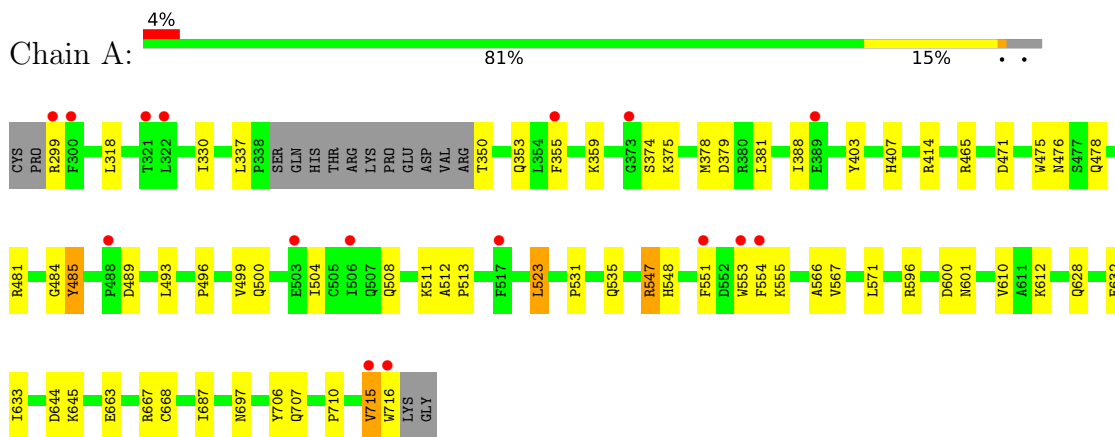 4%
Chain A:
81% 15% • •
CYS PRO R299 F300 L318 T321 L322 I330 L337 P338 SER GLN HIS THR ARG LYS PRO GLU ASP VAL ARG T350 Q353 L354 F355 K359 G373 S374 K375 M378 D379 R380 L381 I388 E389 Y403 H407 R414 R465 D471 W475 N476 S477 Q478
R481 G484 Y485 P488 D489 L493 P496 V499 Q500 E503 I504 C505 I506 Q507 Q508 K511 A512 P513 F517 L523 P531 Q535 R547 H548 F551 D552 W553 F554 K555 A566 V567 L571 R596 D600 N601 V610 A611 K612 Q628
I633 D644 K645 E663 R667 C668 I687 N697 Y706 Q707 P710 V715 W716 LYS GLY